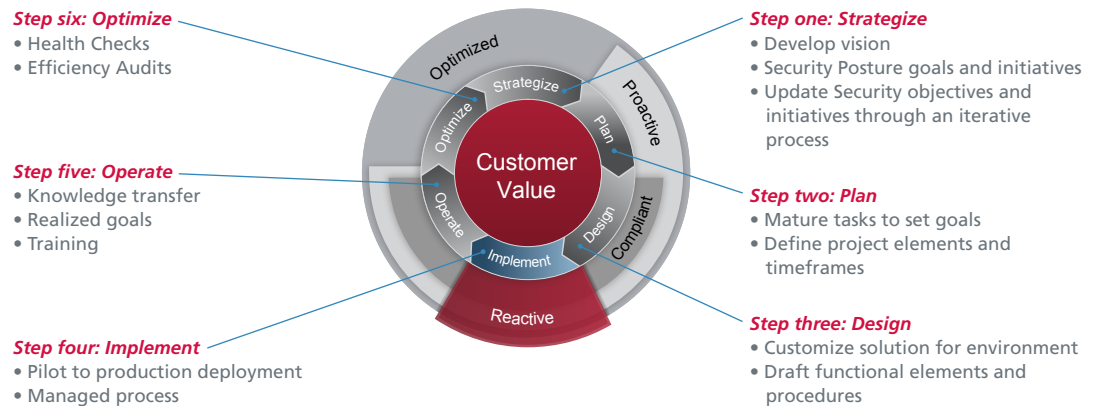 Step six: Optimize
• Health Checks
• Efficiency Audits
Step five: Operate
• Knowledge transfer
• Realized goals
• Training
Step four: Implement
• Pilot to production deployment
• Managed process
Optimized
Proactive
Compliant
Reactive
Strategize
Plan
Design
Implement
Operate
Optimize
Customer
Value
Step one: Strategize
• Develop vision
• Security Posture goals and initiatives
• Update Security objectives and
initiatives through an iterative
process
Step two: Plan
• Mature tasks to set goals
• Define project elements and
timeframes
Step three: Design
• Customize solution for environment
• Draft functional elements and
procedures